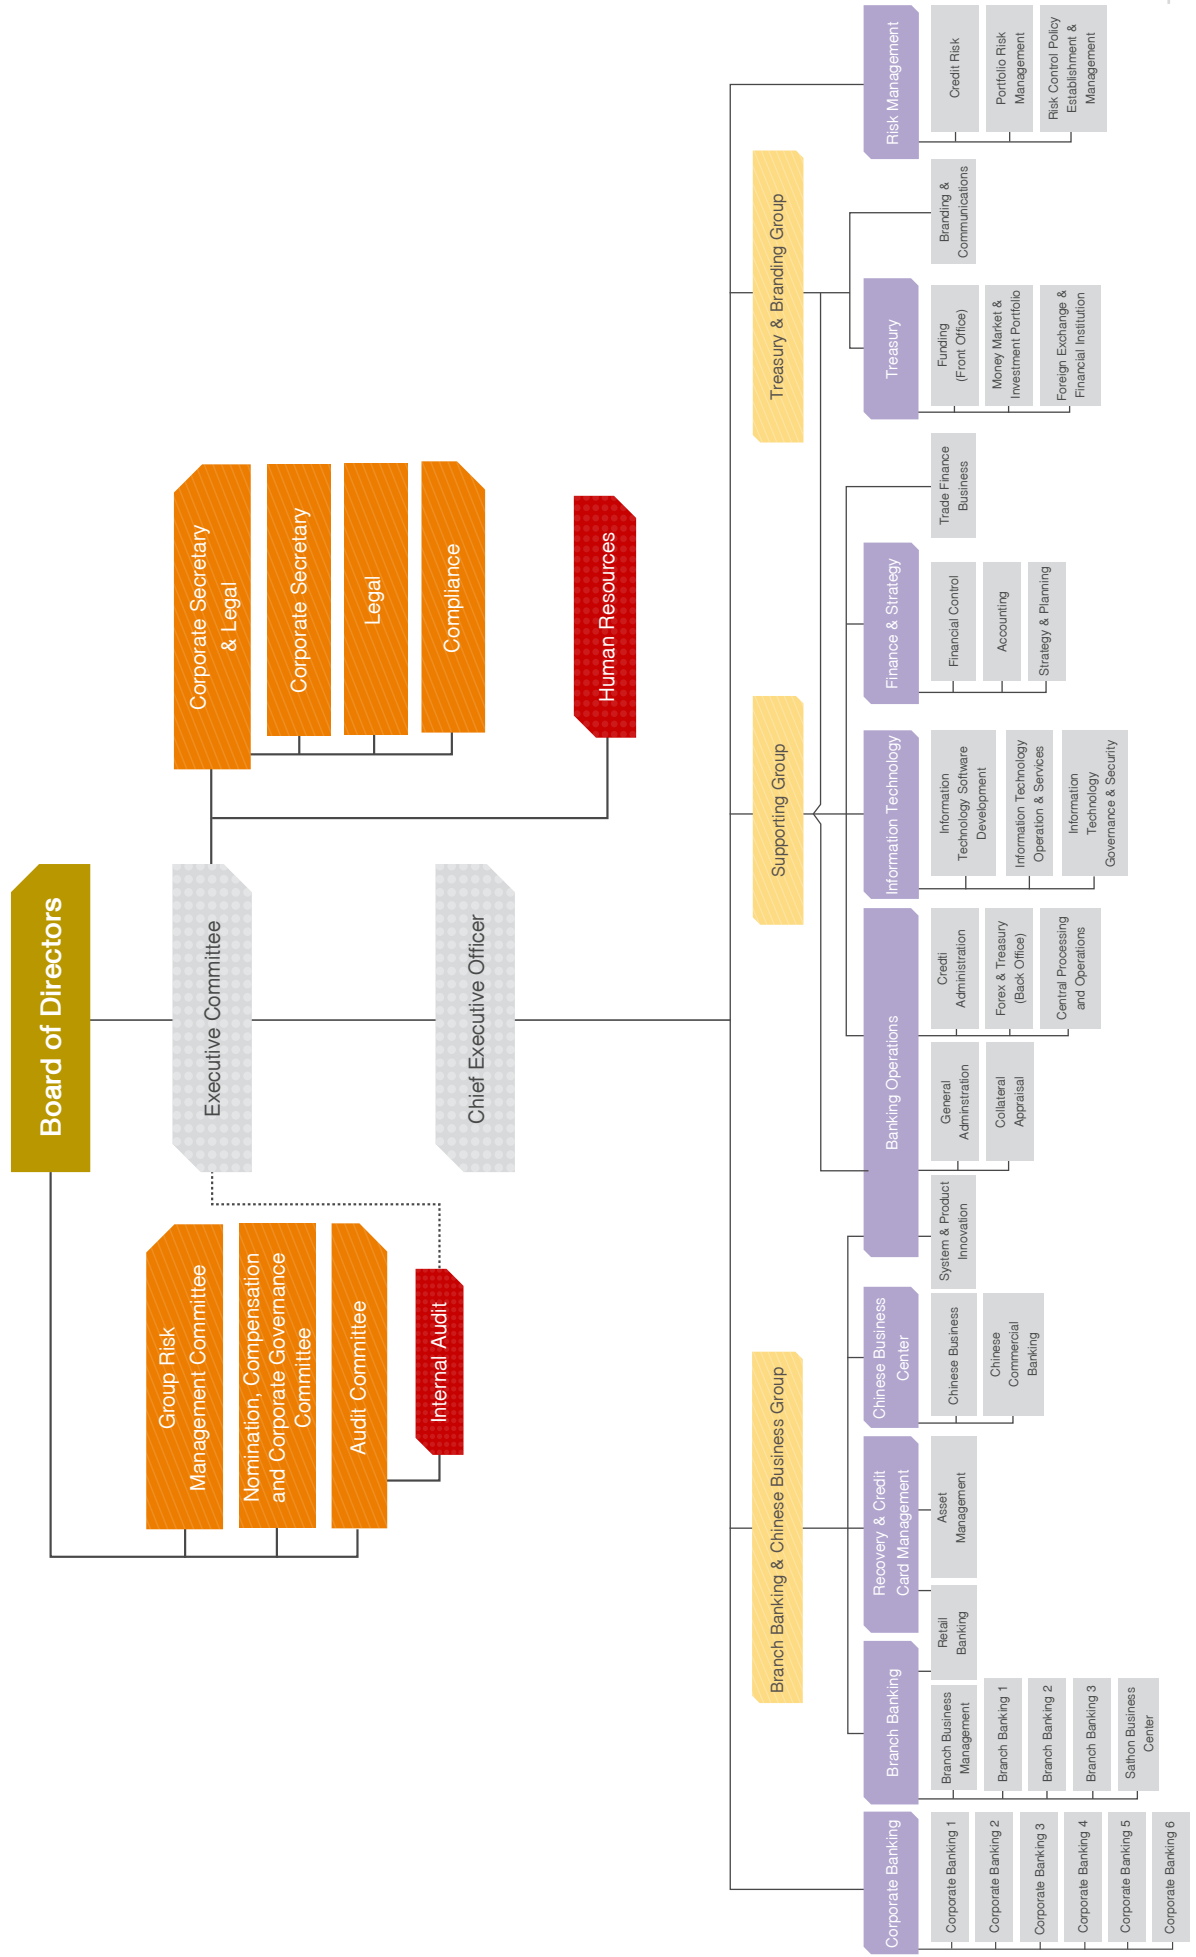 Board of Directors
Group Risk
Management Committee
Nomination, Compensation
and Corporate Governance
Committee
Audit Committee
Internal Audit
Executive Committee
Corporate Secretary
& Legal
Corporate Secretary
Legal
Compliance
Human Resources
Chief Executive Officer
Branch Banking & Chinese Business Group
Supporting Group
Treasury & Branding Group
Corporate Banking
Corporate Banking 1
Corporate Banking 2
Corporate Banking 3
Corporate Banking 4
Corporate Banking 5
Corporate Banking 6
Branch Banking
Branch Business
Management
Branch Banking 1
Branch Banking 2
Branch Banking 3
Sathon Business
Center
Retail
Banking
Recovery & Credit
Card Management
Asset
Management
Chinese Business
Center
Chinese Business
Chinese
Commercial
Banking
System & Product
Innovation
Banking Operations
General
Adminstration
Collateral
Appraisal
Credti
Administration
Forex & Treasury
(Back Office)
Central Processing
and Operations
Information Technology
Information
Technology Software
Development
Information Technology
Operation & Services
Information
Technology
Governance & Security
Finance & Strategy
Financial Control
Accounting
Strategy & Planning
Trade Finance
Business
Treasury
Funding
(Front Office)
Money Market &
Investment Portfolio
Foreign Exchange &
Financial Institution
Branding &
Communications
Risk Management
Credit Risk
Portfolio Risk
Management
Risk Control Policy
Establishment &
Management